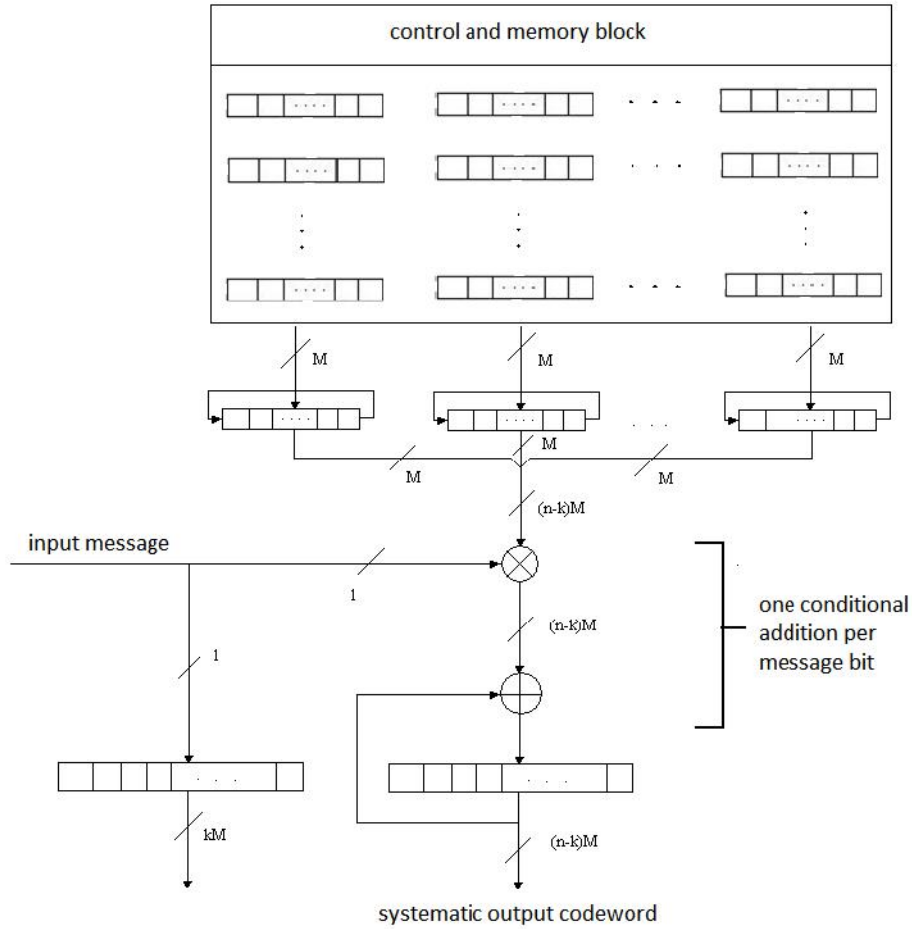 control and memory block
M
M
M
M
M
M
(n-k)M
input message
1
(n-k)M
one conditional
addition per
message bit
1
kM
(n-k)M
systematic output codeword